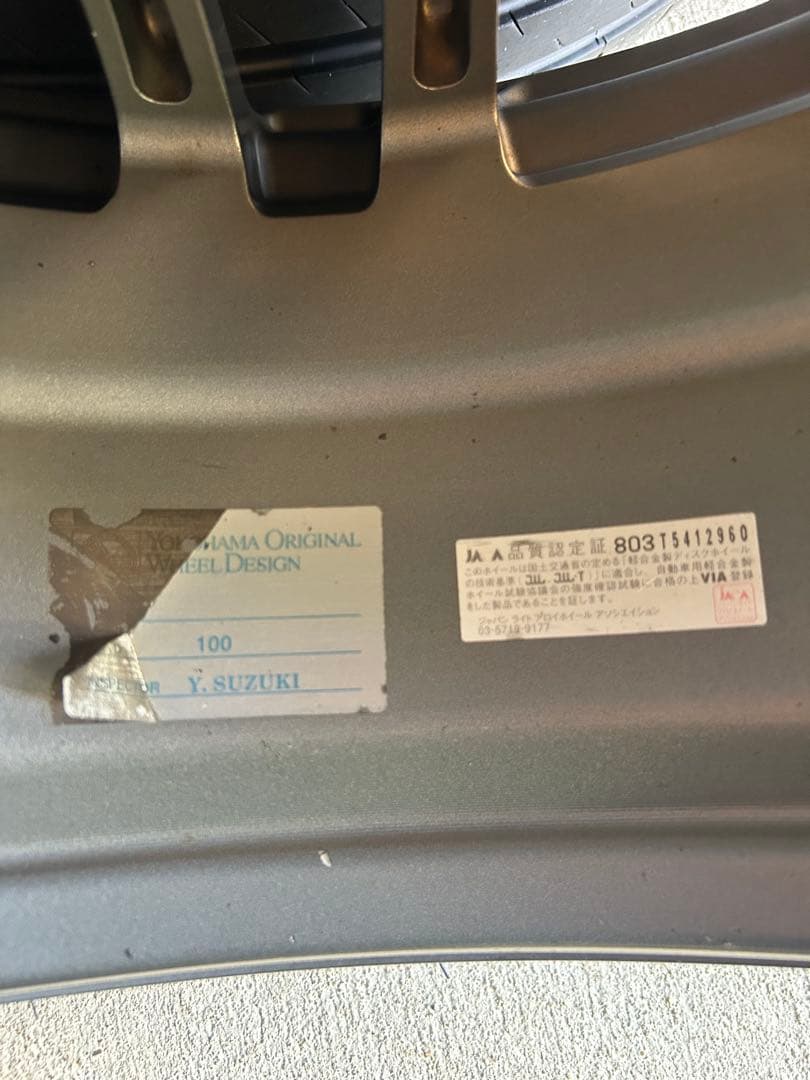 YOKOHAMA ORIGINAL
WHEEL DESIGN
100
INSPECTOR Y. SUZUKI
JAWA品質認定証 803T5412960
このホイールは国土交通省の定める「軽合金製ディスクホイール
の技術基準(JWL.JWL-T)」に適合し、自動車用軽合金製
ホイール試験協議会の強度確認試験に合格の上VIA登録
をした製品であることを証します。
ジャパン ライト アロイホイール アソシエイション
03-5719-9177
JAWA